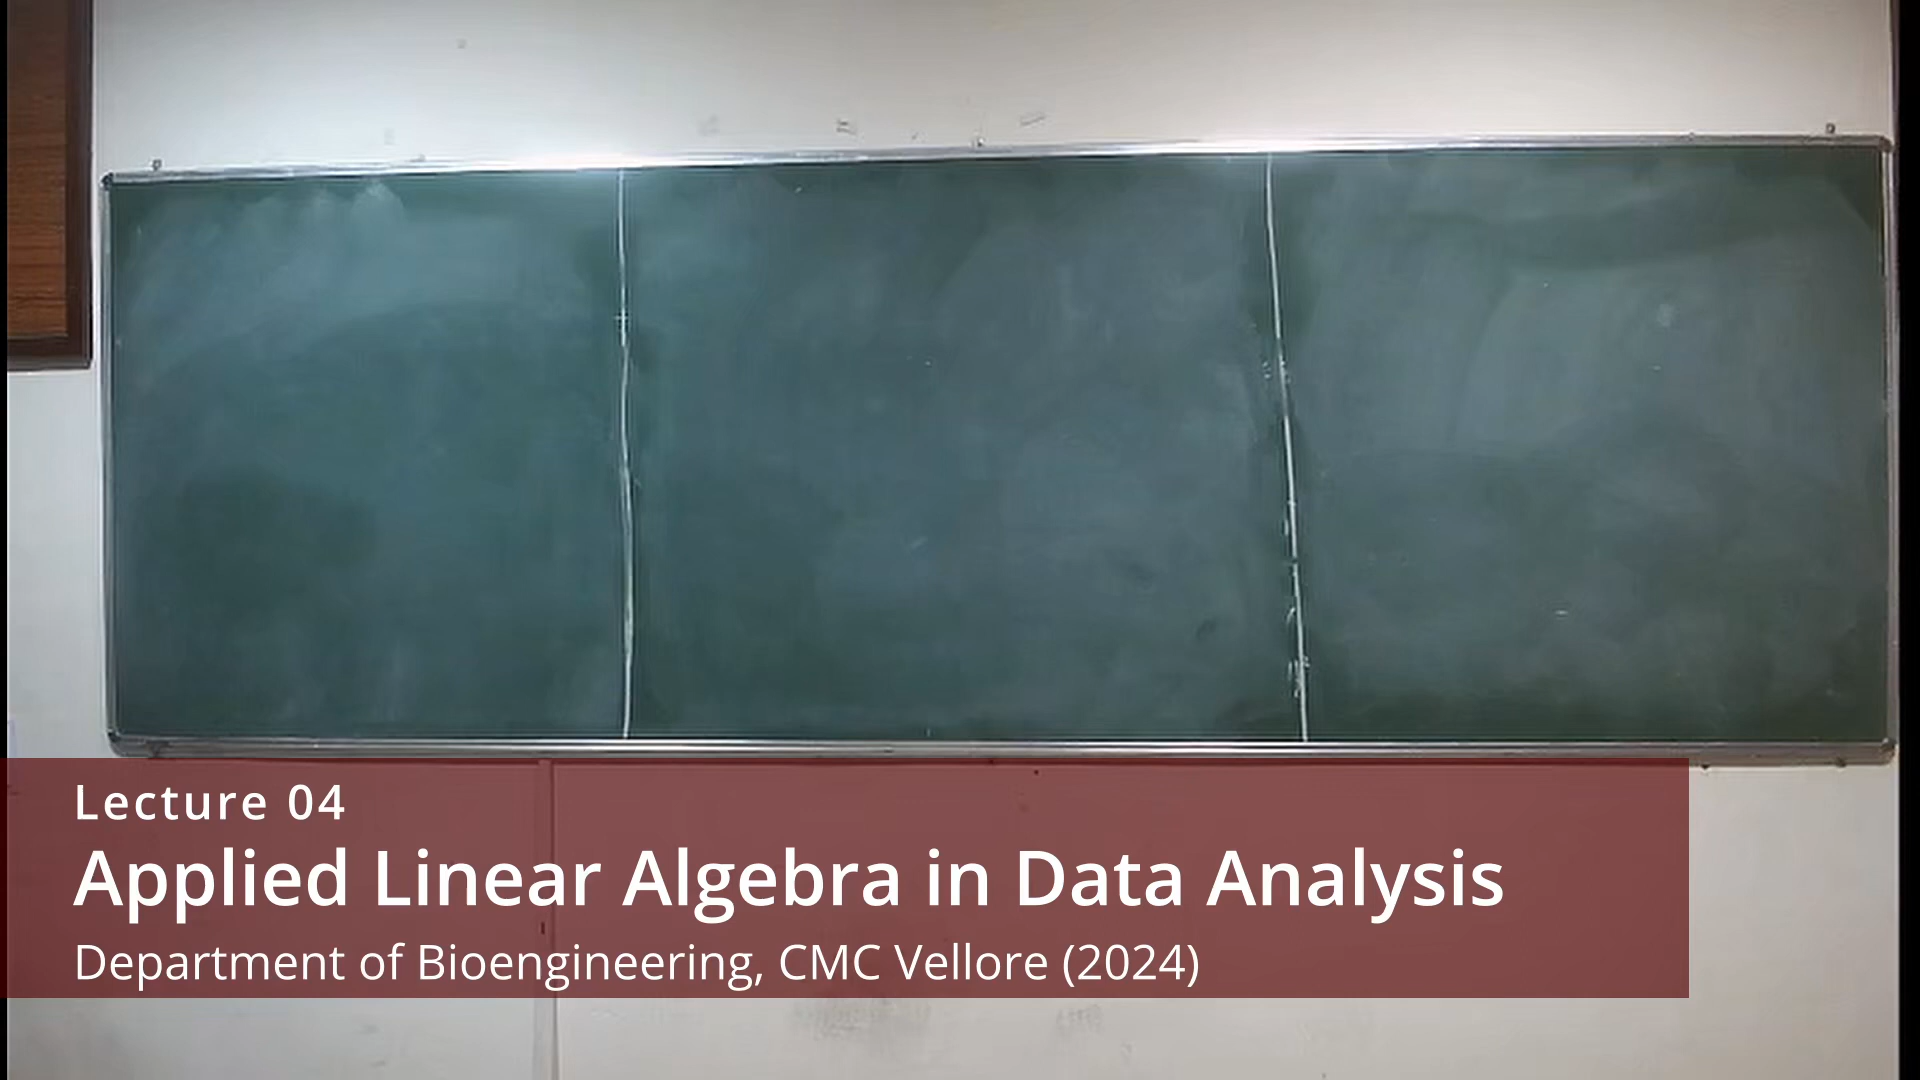 Lecture 04
Applied Linear Algebra in Data Analysis
Department of Bioengineering, CMC Vellore (2024)